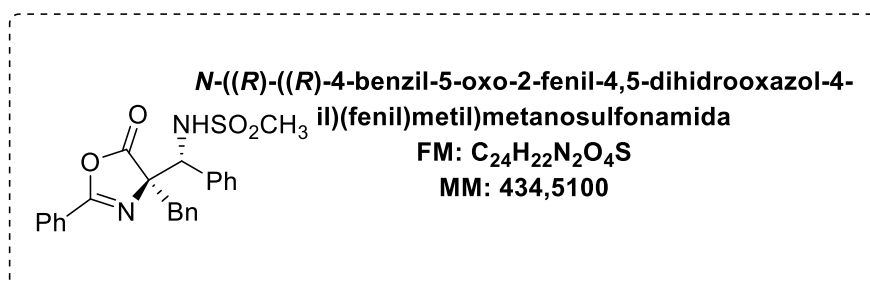 N-((R)-((R)-4-benzil-5-oxo-2-fenil-4,5-dihidrooxazol-4-
il)(fenil)metil)metanosulfonamida
FM: C₂₄H₂₂N₂O₄S
MM: 434,5100
O
NHSO₂CH₃
O
Ph
N
Bn
Ph